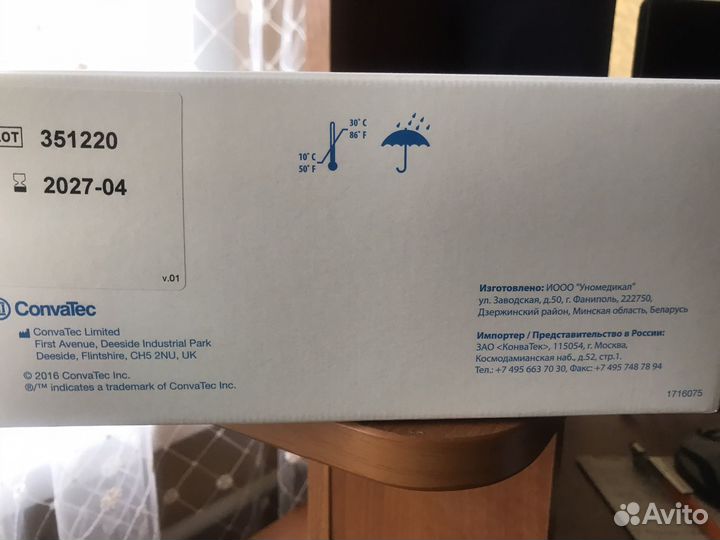 LOT 351220
2027-04
v.01
30°C
86°F
10°C
50°F
ConvaTec
ConvaTec Limited
First Avenue, Deeside Industrial Park
Deeside, Flintshire, CH5 2NU, UK
© 2016 ConvaTec Inc.
®/™ indicates a trademark of ConvaTec Inc.
Изготовлено: ИООО "Уномедикал"
ул. Заводская, д.50, г. Фаниполь, 222750,
Дзержинский район, Минская область, Беларусь
Импортер / Представительство в России:
ЗАО «КонваТек», 115054, г. Москва,
Космодамианская наб., д.52, стр.1.
Тел.: +7 495 663 70 30, Факс: +7 495 748 78 94
1716075
Avito